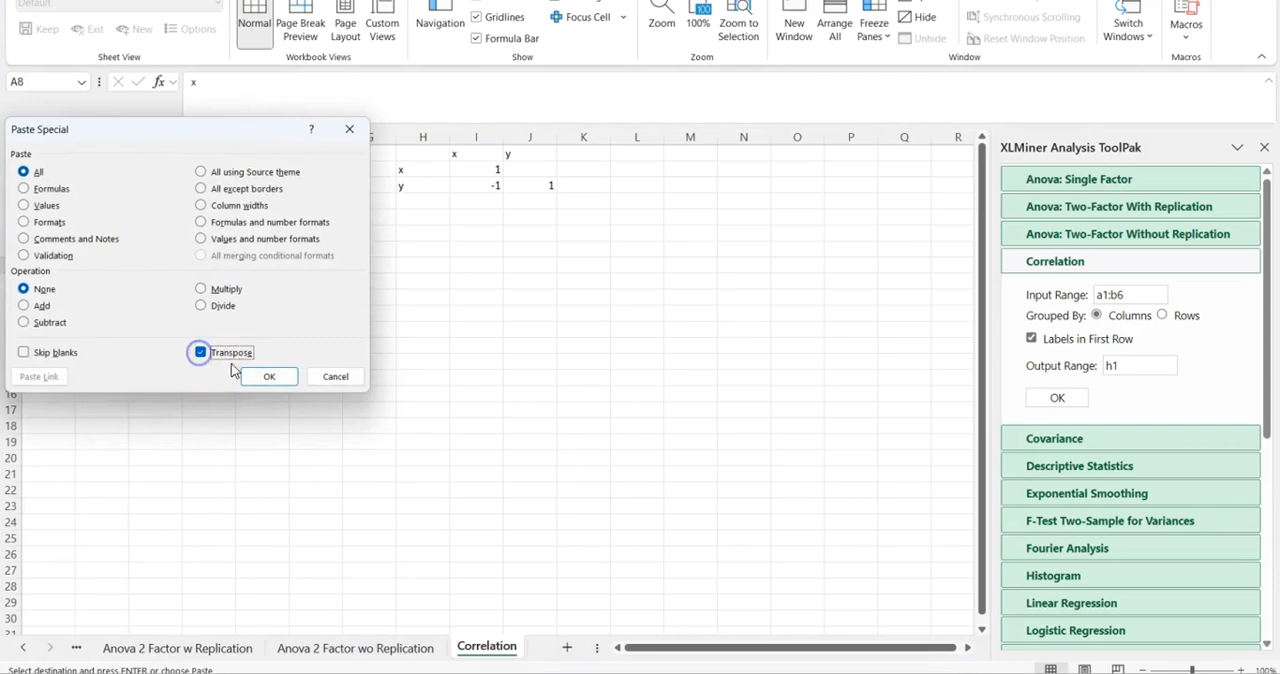 Default
Keep Exit New Options
Sheet View
Normal Page Break Preview Page Layout Custom Views
Workbook Views
Navigation Gridlines Focus Cell
Formula Bar
Show
Zoom 100% Zoom to Selection
Zoom
New Window Arrange All Freeze Panes Hide
Unhide
Synchronous Scrolling
Reset Window Position
Window
Switch Windows
Macros
Macros
A8 fx x
G H I J K L M N O P Q R
x y
x 1
y -1 1
16
17
18
19
20
21
22
23
24
25
26
27
28
29
30
31
Paste Special ?
Paste
All All using Source theme
Formulas All except borders
Values Column widths
Formats Formulas and number formats
Comments and Notes Values and number formats
Validation All merging conditional formats
Operation
None Multiply
Add Divide
Subtract
Skip blanks Transpose
Paste Link OK Cancel
XLMiner Analysis ToolPak
Anova: Single Factor
Anova: Two-Factor With Replication
Anova: Two-Factor Without Replication
Correlation
Input Range: a1:b6
Grouped By: Columns Rows
Labels in First Row
Output Range: h1
OK
Covariance
Descriptive Statistics
Exponential Smoothing
F-Test Two-Sample for Variances
Fourier Analysis
Histogram
Linear Regression
Logistic Regression
Anova 2 Factor w Replication Anova 2 Factor wo Replication Correlation
Select destination and press ENTER or choose Paste 100%